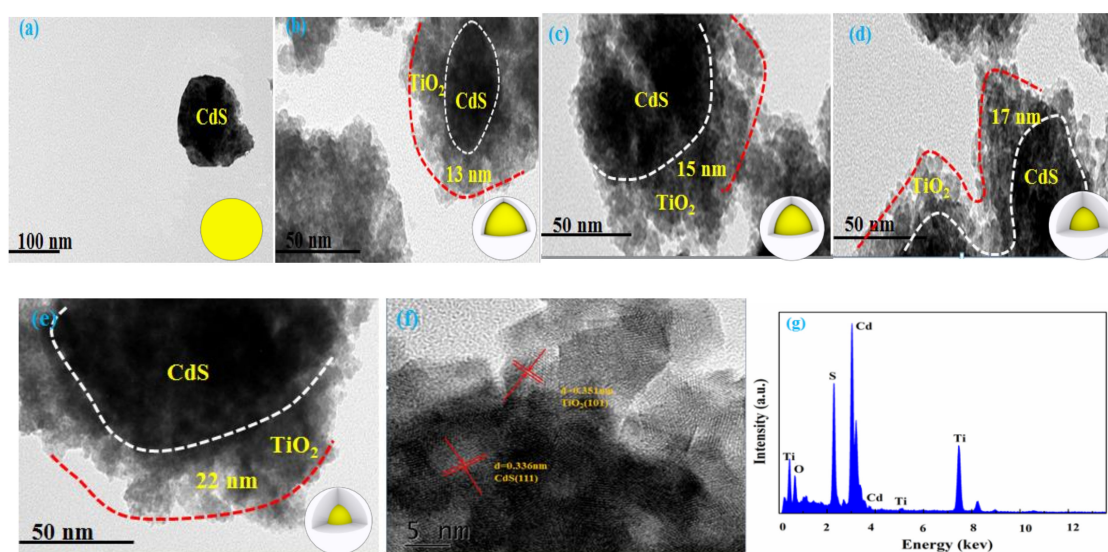 (a)
CdS
100 nm
(b)
TiO2
CdS
13 nm
50 nm
(c)
CdS
15 nm
TiO2
50 nm
(d)
17 nm
TiO2
CdS
50 nm
(e)
CdS
TiO2
22 nm
50 nm
(f)
d=0.351nm
TiO2(101)
d=0.336nm
CdS(111)
5 nm
(g)
Cd
S
Ti
Ti
O
Cd
Ti
Intensity (a.u.)
0 2 4 6 8 10 12
Energy (kev)